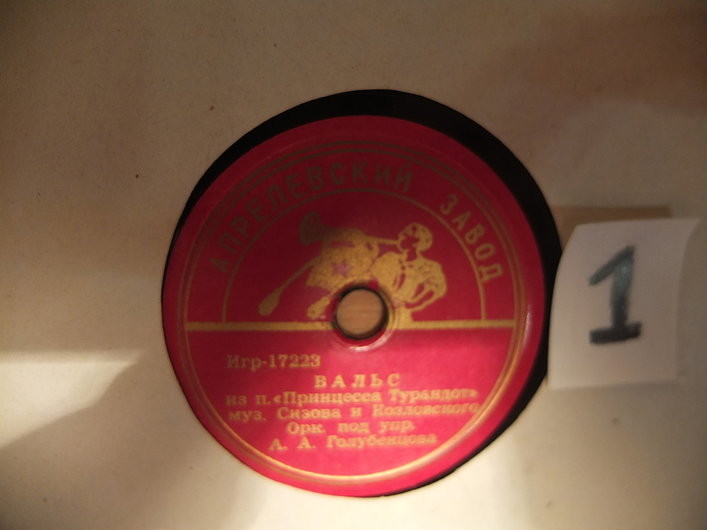 АПРЕЛЕВСКИЙ ЗАВОД
Игр-17223
ВАЛЬС
из п. «Принцесса Турандот»
муз. Сизова и Козловского
Орк. под упр.
А. А. Голубенцова
1